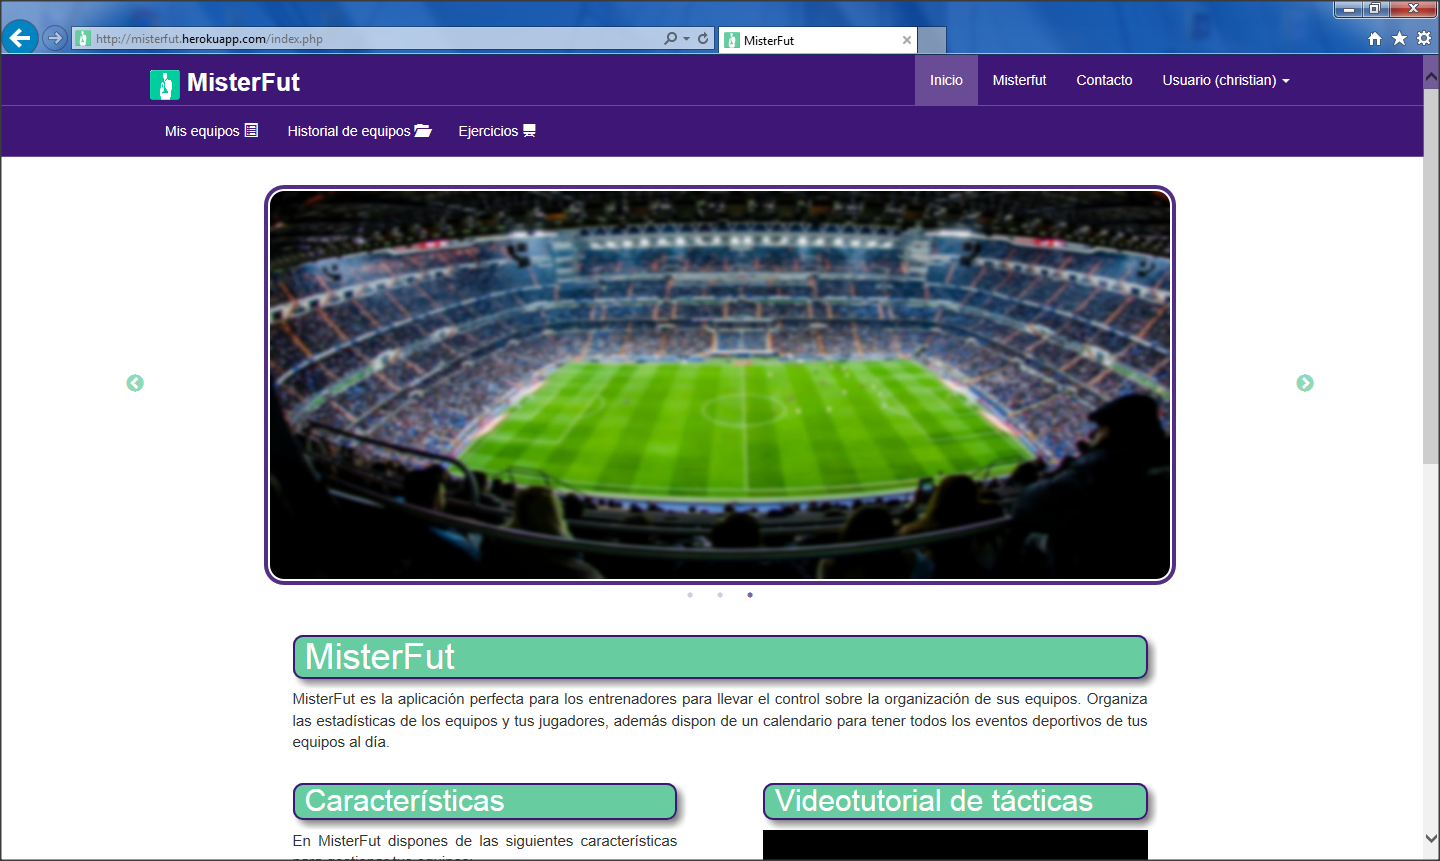 http://misterfut.herokuapp.com/index.php
MisterFut
MisterFut
Inicio
Misterfut
Contacto
Usuario (christian)
Mis equipos
Historial de equipos
Ejercicios
MisterFut
MisterFut es la aplicación perfecta para los entrenadores para llevar el control sobre la organización de sus equipos. Organiza
las estadísticas de los equipos y tus jugadores, además dispon de un calendario para tener todos los eventos deportivos de tus
equipos al día.
Características
Videotutorial de tácticas
En MisterFut dispones de las siguientes características